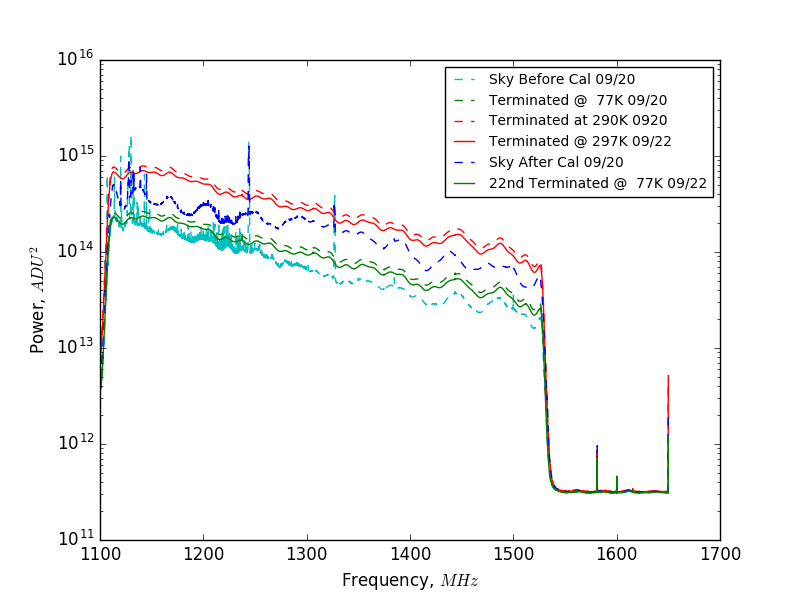 10^16
10^15
10^14
10^13
10^12
10^11
Power, ADU^2
Sky Before Cal 09/20
Terminated @  77K 09/20
Terminated at 290K 0920
Terminated @ 297K 09/22
Sky After Cal 09/20
22nd Terminated @  77K 09/22
1100 1200 1300 1400 1500 1600 1700
Frequency, MHz